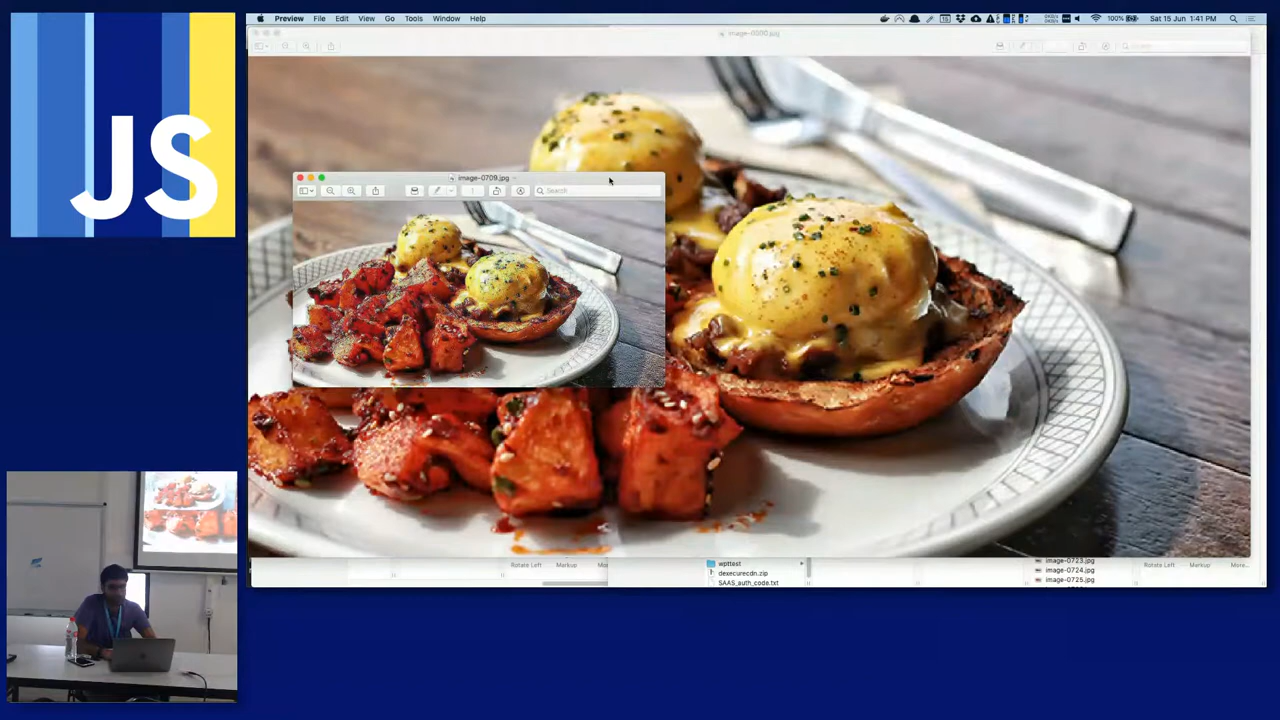 JS
Preview File Edit View Go Tools Window Help
100% Sat 15 Jun 1:41 PM
image-0709.jpg
Search
Rotate Left Markup
wpttest
dexecurecdn.zip
SAAS_auth_code.txt
image-0723.jpg
image-0724.jpg
image-0725.jpg
Rotate Left Markup More...